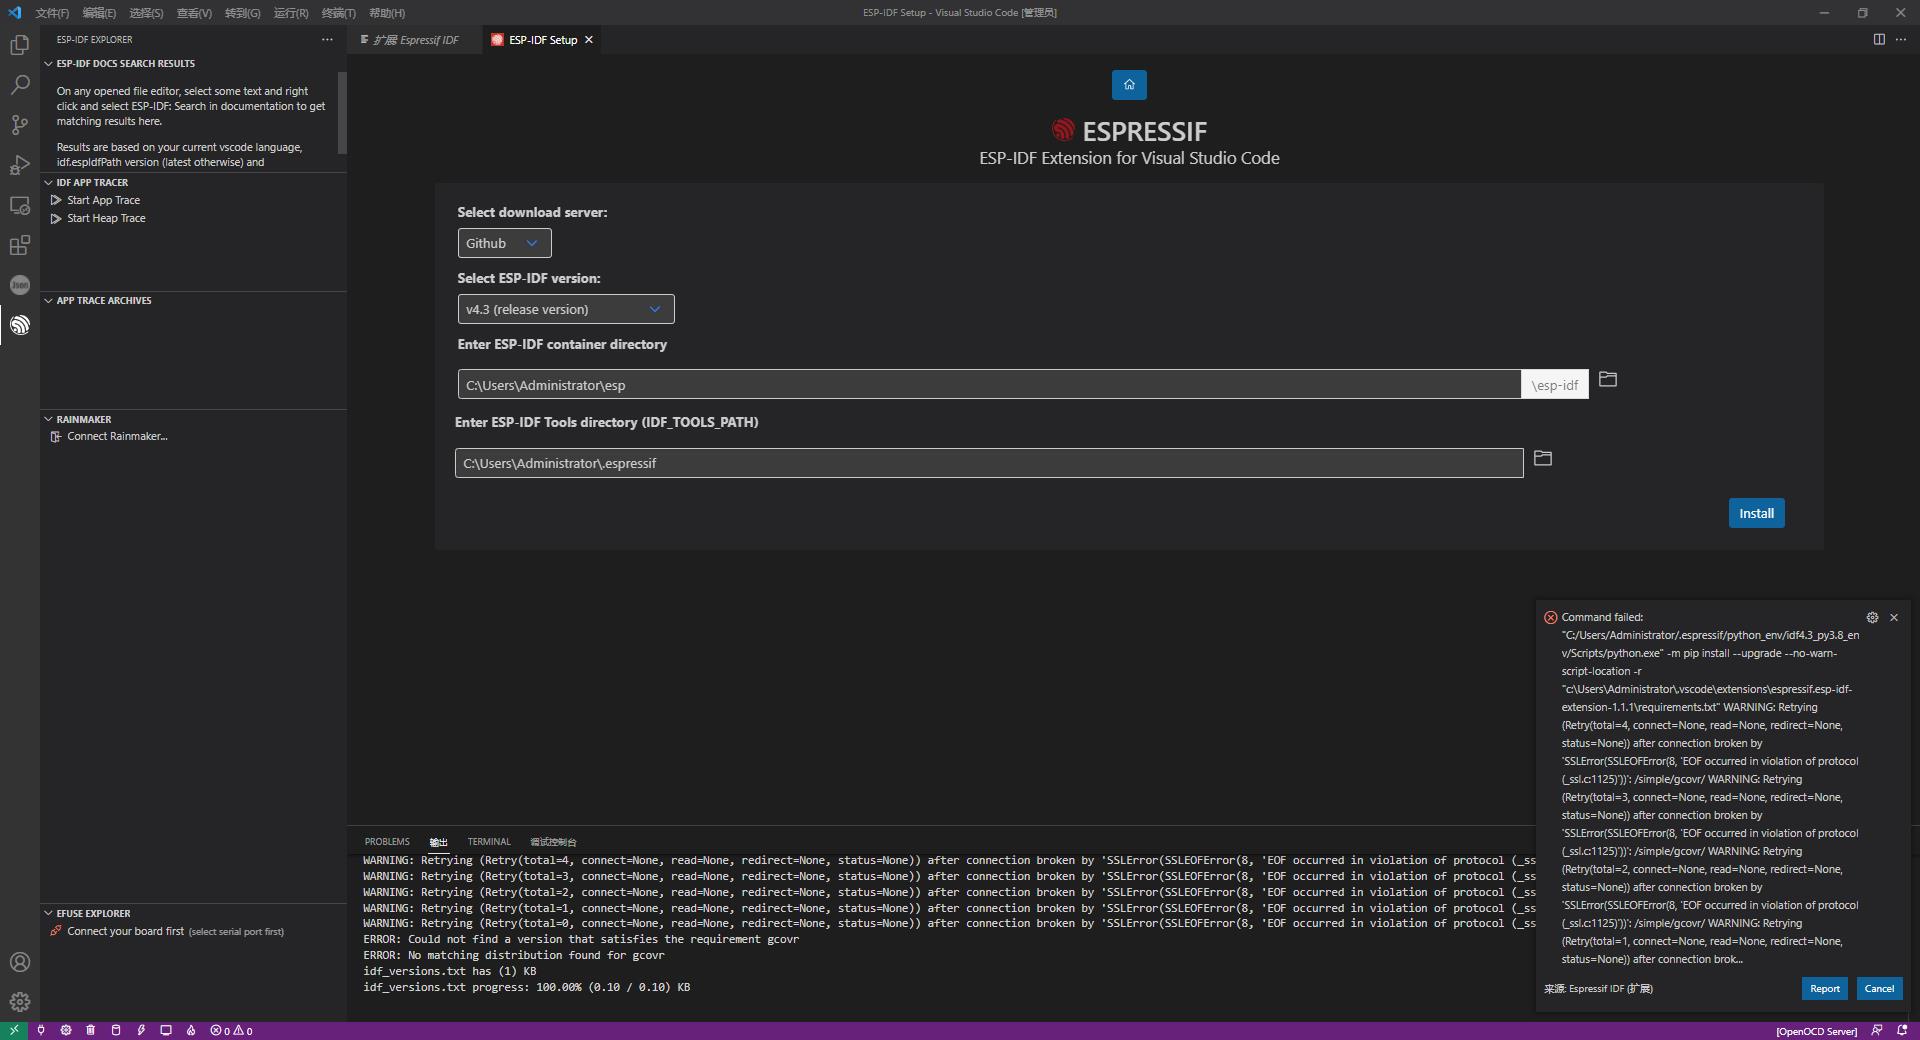 文件(F) 编辑(E) 选择(S) 查看(V) 转到(G) 运行(R) 终端(T) 帮助(H)
ESP-IDF Setup - Visual Studio Code [管理员]
ESP-IDF EXPLORER
扩展 Espressif IDF
ESP-IDF Setup
ESP-IDF DOCS SEARCH RESULTS
On any opened file editor, select some text and right
click and select ESP-IDF: Search in documentation to get
matching results here.
Results are based on your current vscode language,
idf.espIdfPath version (latest otherwise) and
IDF APP TRACER
Start App Trace
Start Heap Trace
APP TRACE ARCHIVES
RAINMAKER
Connect Rainmaker...
EFUSE EXPLORER
Connect your board first (select serial port first)
Json
ESPRESSIF
ESP-IDF Extension for Visual Studio Code
Select download server:
Github
Select ESP-IDF version:
v4.3 (release version)
Enter ESP-IDF container directory
C:\Users\Administrator\esp
\esp-idf
Enter ESP-IDF Tools directory (IDF_TOOLS_PATH)
C:\Users\Administrator\.espressif
Install
PROBLEMS 输出 TERMINAL 调试控制台
WARNING: Retrying (Retry(total=4, connect=None, read=None, redirect=None, status=None)) after connection broken by 'SSLError(SSLEOFError(8, 'EOF occurred in violation of protocol (_ss
WARNING: Retrying (Retry(total=3, connect=None, read=None, redirect=None, status=None)) after connection broken by 'SSLError(SSLEOFError(8, 'EOF occurred in violation of protocol (_ss
WARNING: Retrying (Retry(total=2, connect=None, read=None, redirect=None, status=None)) after connection broken by 'SSLError(SSLEOFError(8, 'EOF occurred in violation of protocol (_ss
WARNING: Retrying (Retry(total=1, connect=None, read=None, redirect=None, status=None)) after connection broken by 'SSLError(SSLEOFError(8, 'EOF occurred in violation of protocol (_ss
WARNING: Retrying (Retry(total=0, connect=None, read=None, redirect=None, status=None)) after connection broken by 'SSLError(SSLEOFError(8, 'EOF occurred in violation of protocol (_ss
ERROR: Could not find a version that satisfies the requirement gcovr
ERROR: No matching distribution found for gcovr
idf_versions.txt has (1) KB
idf_versions.txt progress: 100.00% (0.10 / 0.10) KB
Command failed:
"C:/Users/Administrator/.espressif/python_env/idf4.3_py3.8_en
v/Scripts/python.exe" -m pip install --upgrade --no-warn-
script-location -r
"c:\Users\Administrator\.vscode\extensions\espressif.esp-idf-
extension-1.1.1\requirements.txt" WARNING: Retrying
(Retry(total=4, connect=None, read=None, redirect=None,
status=None)) after connection broken by
'SSLError(SSLEOFError(8, 'EOF occurred in violation of protocol
(_ssl.c:1125)'))': /simple/gcovr/ WARNING: Retrying
(Retry(total=3, connect=None, read=None, redirect=None,
status=None)) after connection broken by
'SSLError(SSLEOFError(8, 'EOF occurred in violation of protocol
(_ssl.c:1125)'))': /simple/gcovr/ WARNING: Retrying
(Retry(total=2, connect=None, read=None, redirect=None,
status=None)) after connection broken by
'SSLError(SSLEOFError(8, 'EOF occurred in violation of protocol
(_ssl.c:1125)'))': /simple/gcovr/ WARNING: Retrying
(Retry(total=1, connect=None, read=None, redirect=None,
status=None)) after connection brok...
来源: Espressif IDF (扩展)
Report
Cancel
0 0
[OpenOCD Server]